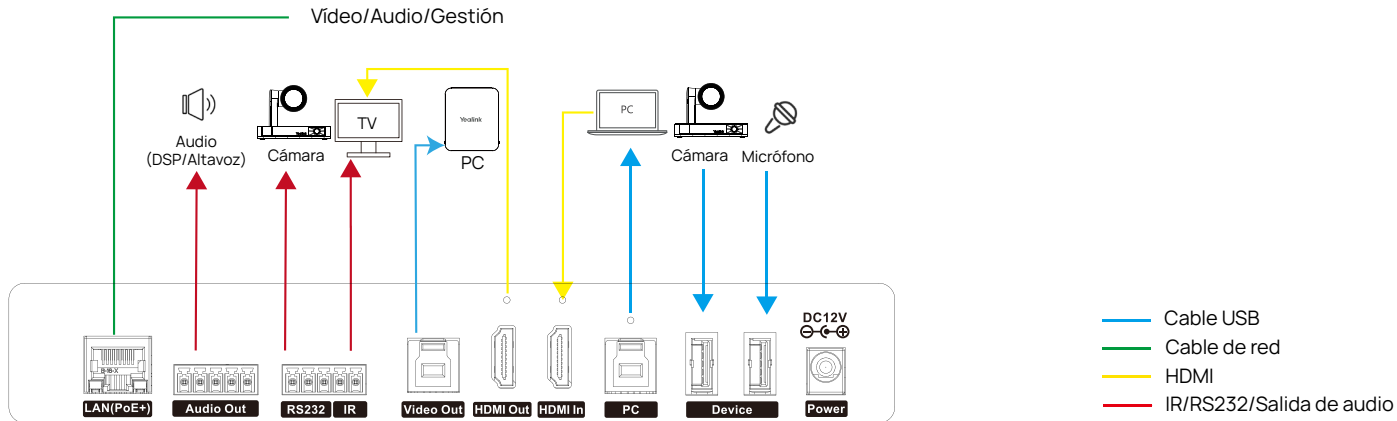 Vídeo/Audio/Gestión
Audio
(DSP/Altavoz)
Cámara
TV
Yealink
PC
PC
Cámara
Micrófono
DC12V
LAN(PoE+)
Audio Out
RS232
IR
Video Out
HDMI Out
HDMI In
PC
Device
Power
Cable USB
Cable de red
HDMI
IR/RS232/Salida de audio